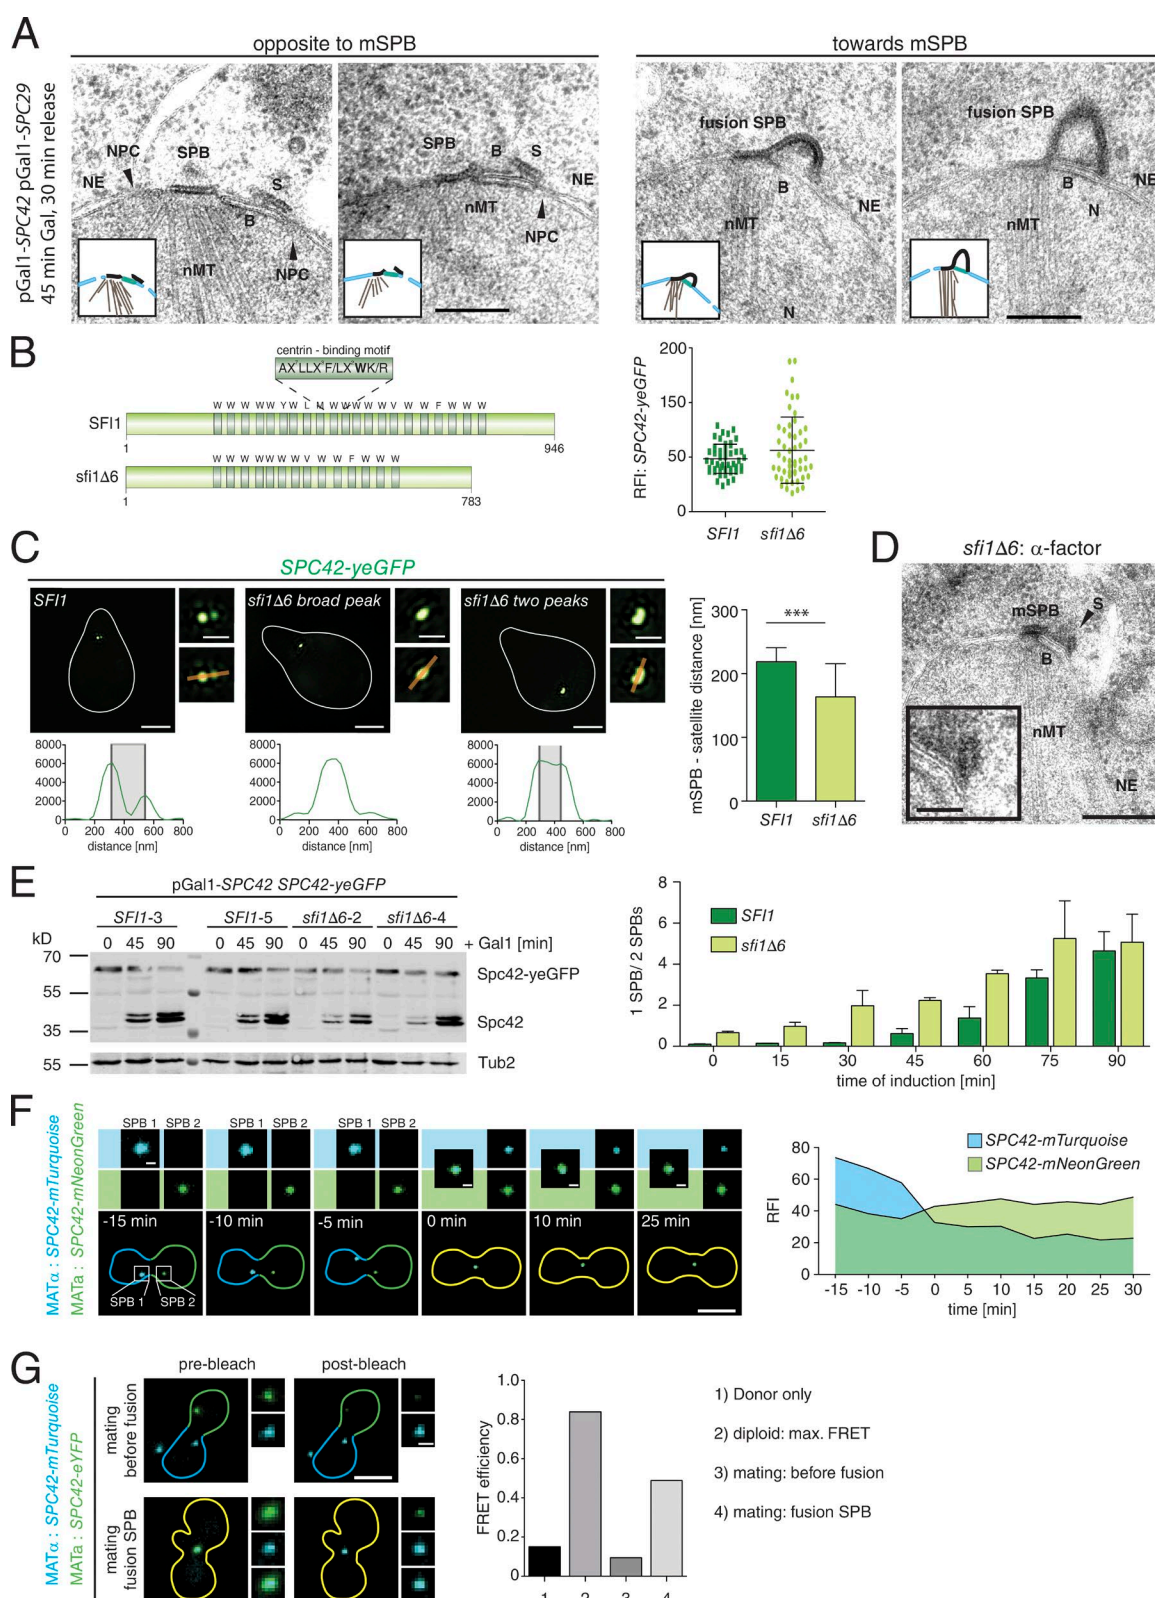 A
opposite to mSPB
towards mSPB
pGal1-SPC42 pGal1-SPC29
45 min Gal, 30 min release
NPC
SPB
S
NE
B
nMT
NPC
SPB
B
S
NE
nMT
NPC
fusion SPB
B
nMT
NE
N
fusion SPB
NE
B
N
nMT
B
centrin - binding motif
W W W W W Y W L M W W W W W V W F W W W
SFI1
1
946
W W W W W W W V W F W W W
sfi1Δ6
1
783
RFI: SPC42-yeGFP
200
150
50
0
SFI1
sfi1Δ6
C
SPC42-yeGFP
SFI1
sfi1Δ6 broad peak
sfi1Δ6 two peaks
8000
6000
4000
2000
0 200 400 600 800
distance [nm]
8000
6000
4000
2000
0
0 200 400 600 800
distance [nm]
8000
6000
4000
2000
0
0 200 400 600 800
distance [nm]
mSPB - satellite distance [nm]
300
200
100
0
***
SFI1
sfi1Δ6
D
sfi1Δ6: α-factor
mSPB
S
B
nMT
NE
E
pGal1-SPC42 SPC42-yeGFP
SFI1-3 SFI1-5 sfi1Δ6-2 sfi1Δ6-4
kD
0 45 90 0 45 90 0 45 90 0 45 90 + Gal1 [min]
70
55
35
55
Spc42-yeGFP
Spc42
Tub2
1 SPB/ 2 SPBs
8
6
4
2
0
SFI1
sfi1Δ6
0 15 30 45 60 75 90
time of induction [min]
F
MATα : SPC42-mTurquoise
MATa : SPC42-mNeonGreen
SPB 1 SPB 2 SPB 1 SPB 2 SPB 1 SPB 2
-15 min
-10 min
-5 min
0 min
10 min
25 min
SPB 1
SPB 2
SPC42-mTurquoise
SPC42-mNeonGreen
RFI
80
60
40
20
0
-15 -10 -5 0 5 10 15 20 25 30
time [min]
G
MATα : SPC42-mTurquoise
MATa : SPC42-eYFP
pre-bleach
post-bleach
mating
before fusion
mating
fusion SPB
FRET efficiency
1.0
0.8
0.6
0.4
0.2
0
1 2 3 4
1) Donor only
2) diploid: max. FRET
3) mating: before fusion
4) mating: fusion SPB